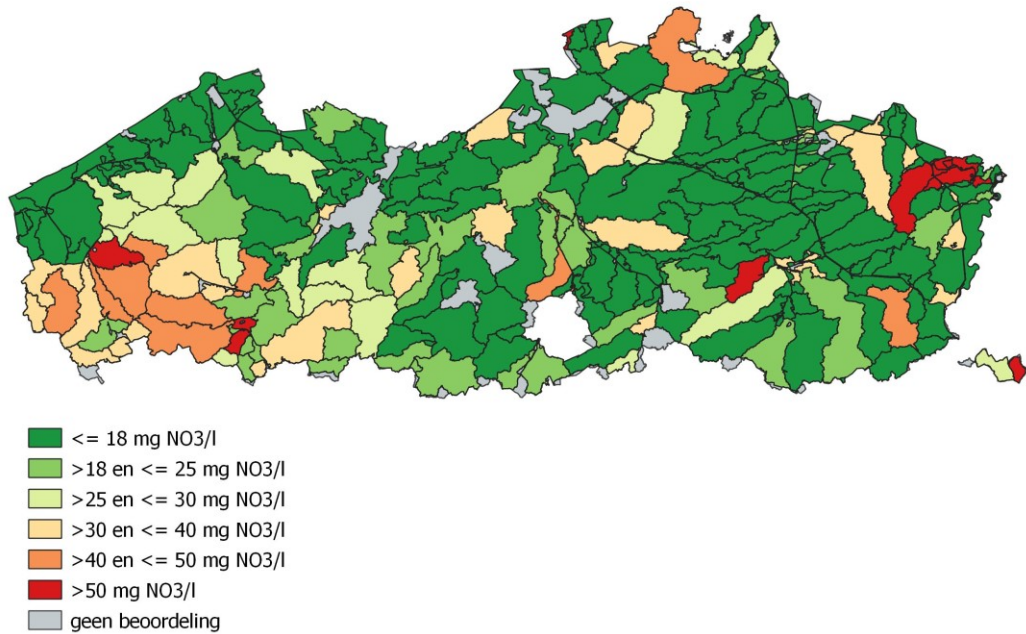 <= 18 mg NO3/l
>18 en <= 25 mg NO3/l
>25 en <= 30 mg NO3/l
>30 en <= 40 mg NO3/l
>40 en <= 50 mg NO3/l
>50 mg NO3/l
geen beoordeling